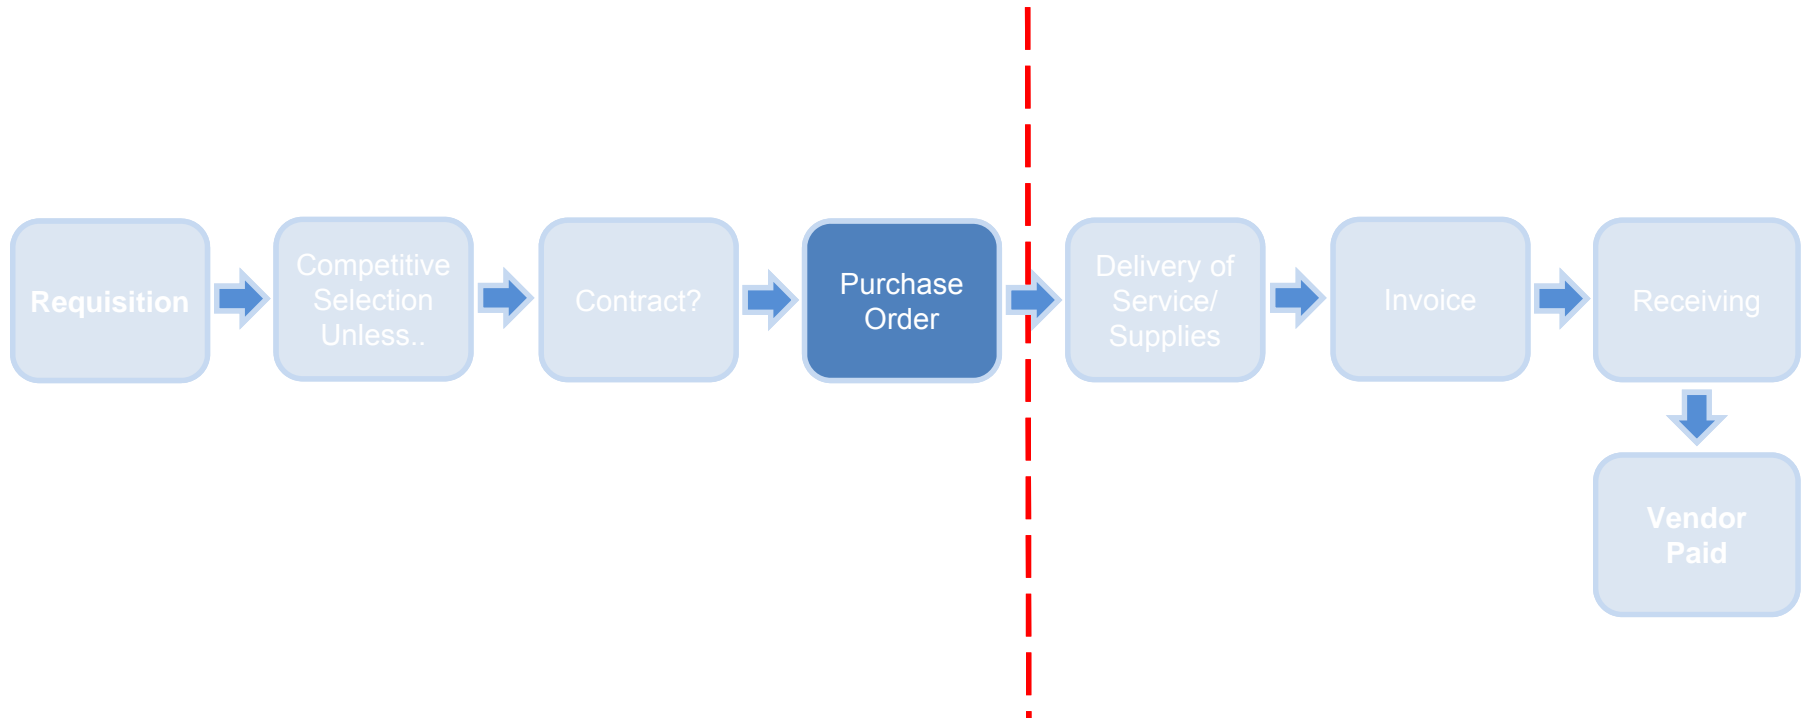 Requisition
Competitive
Selection
Unless..
Contract?
Purchase
Order
Delivery of
Service/
Supplies
Invoice
Receiving
Vendor
Paid